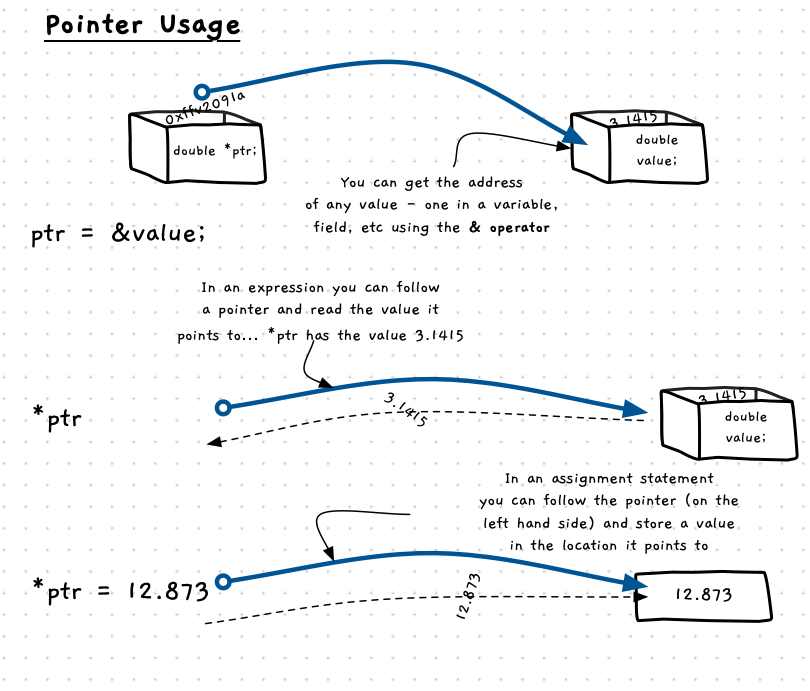 Pointer Usage
0xffv2091a
double *ptr;
3.1415
double
value;
You can get the address
of any value - one in a variable,
field, etc using the & operator
ptr = &value;
In an expression you can follow
a pointer and read the value it
points to... *ptr has the value 3.1415
*ptr
3.1415
3.1415
double
value;
In an assignment statement
you can follow the pointer (on the
left hand side) and store a value
in the location it points to
*ptr = 12.873
12.873
12.873